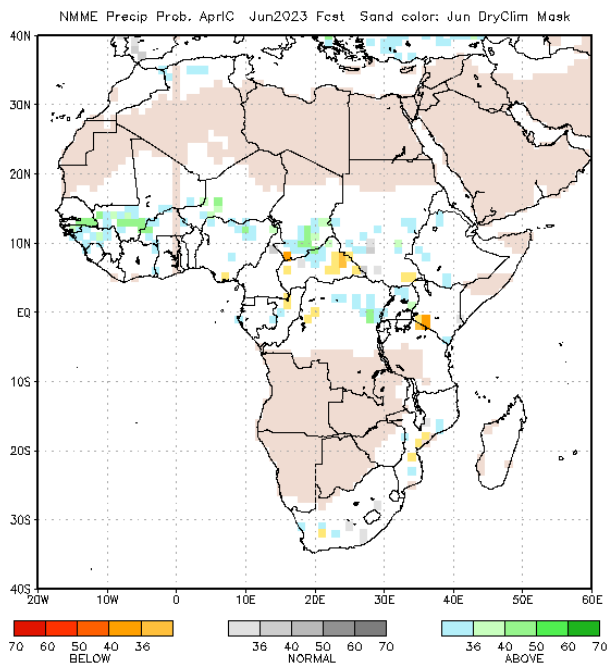 NMME Precip Prob. AprIC Jun2023 Fcst Sand color: Jun DryClim Mask
40N
30N
20N
10N
EQ
10S
20S
30S
40S
20W 10W 0 10E 20E 30E 40E 50E 60E
70 60 50 40 36 36 40 50 60 70 36 40 50 60 70
BELOW NORMAL ABOVE